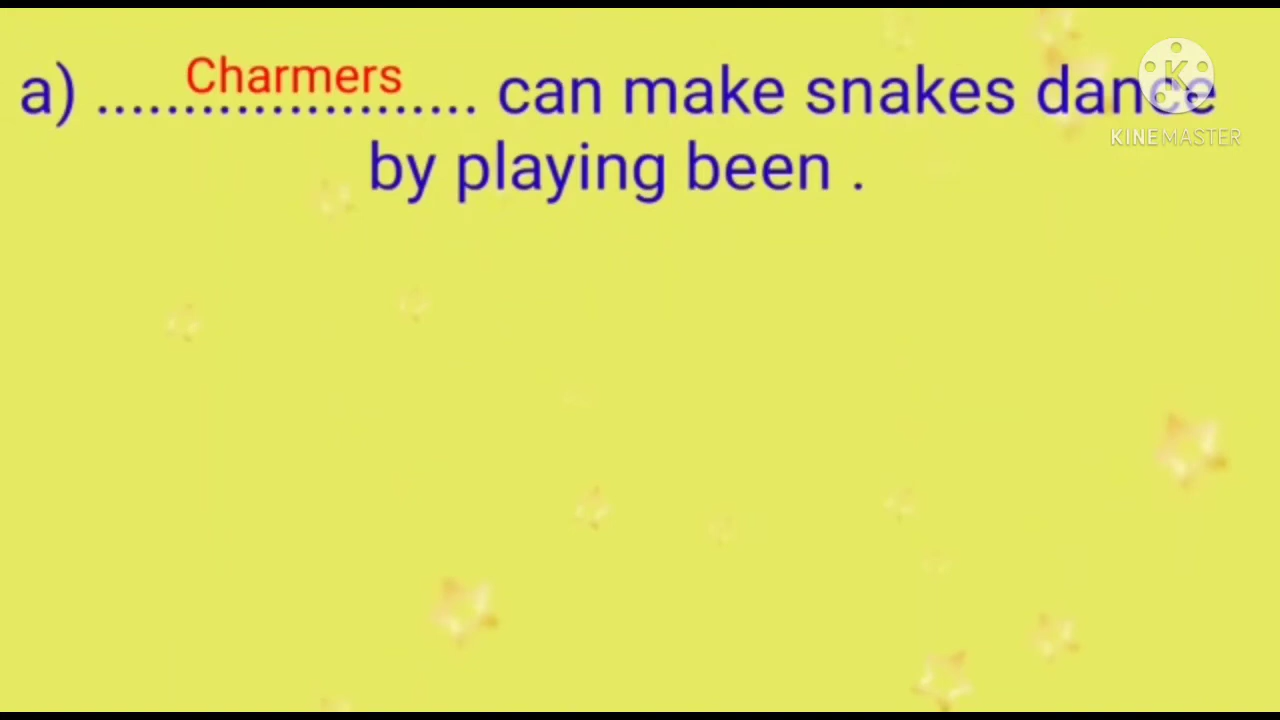 a) ...................... can make snakes dance
Charmers
by playing been .
K
KINEMASTER